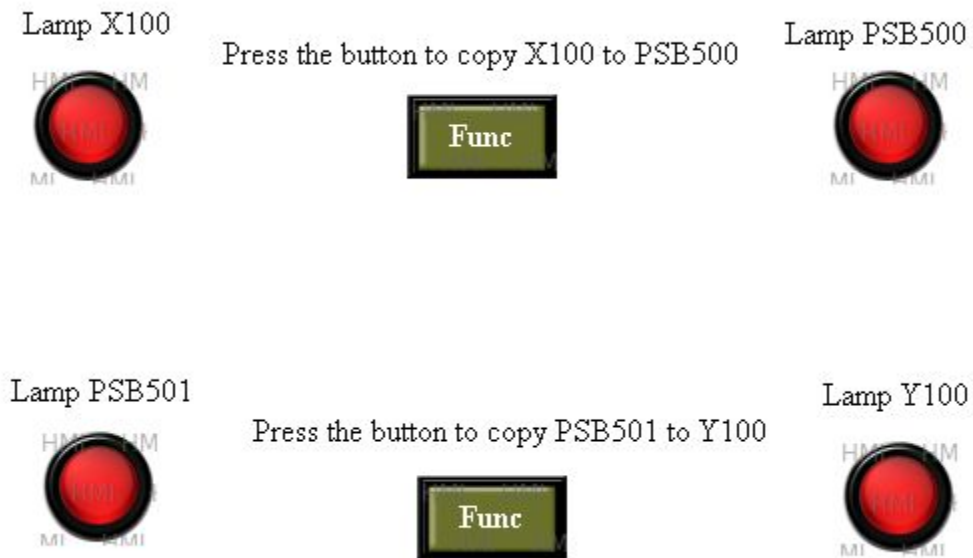 Lamp X100
Press the button to copy X100 to PSB500
Lamp PSB500
Func
Lamp PSB501
Press the button to copy PSB501 to Y100
Lamp Y100
Func